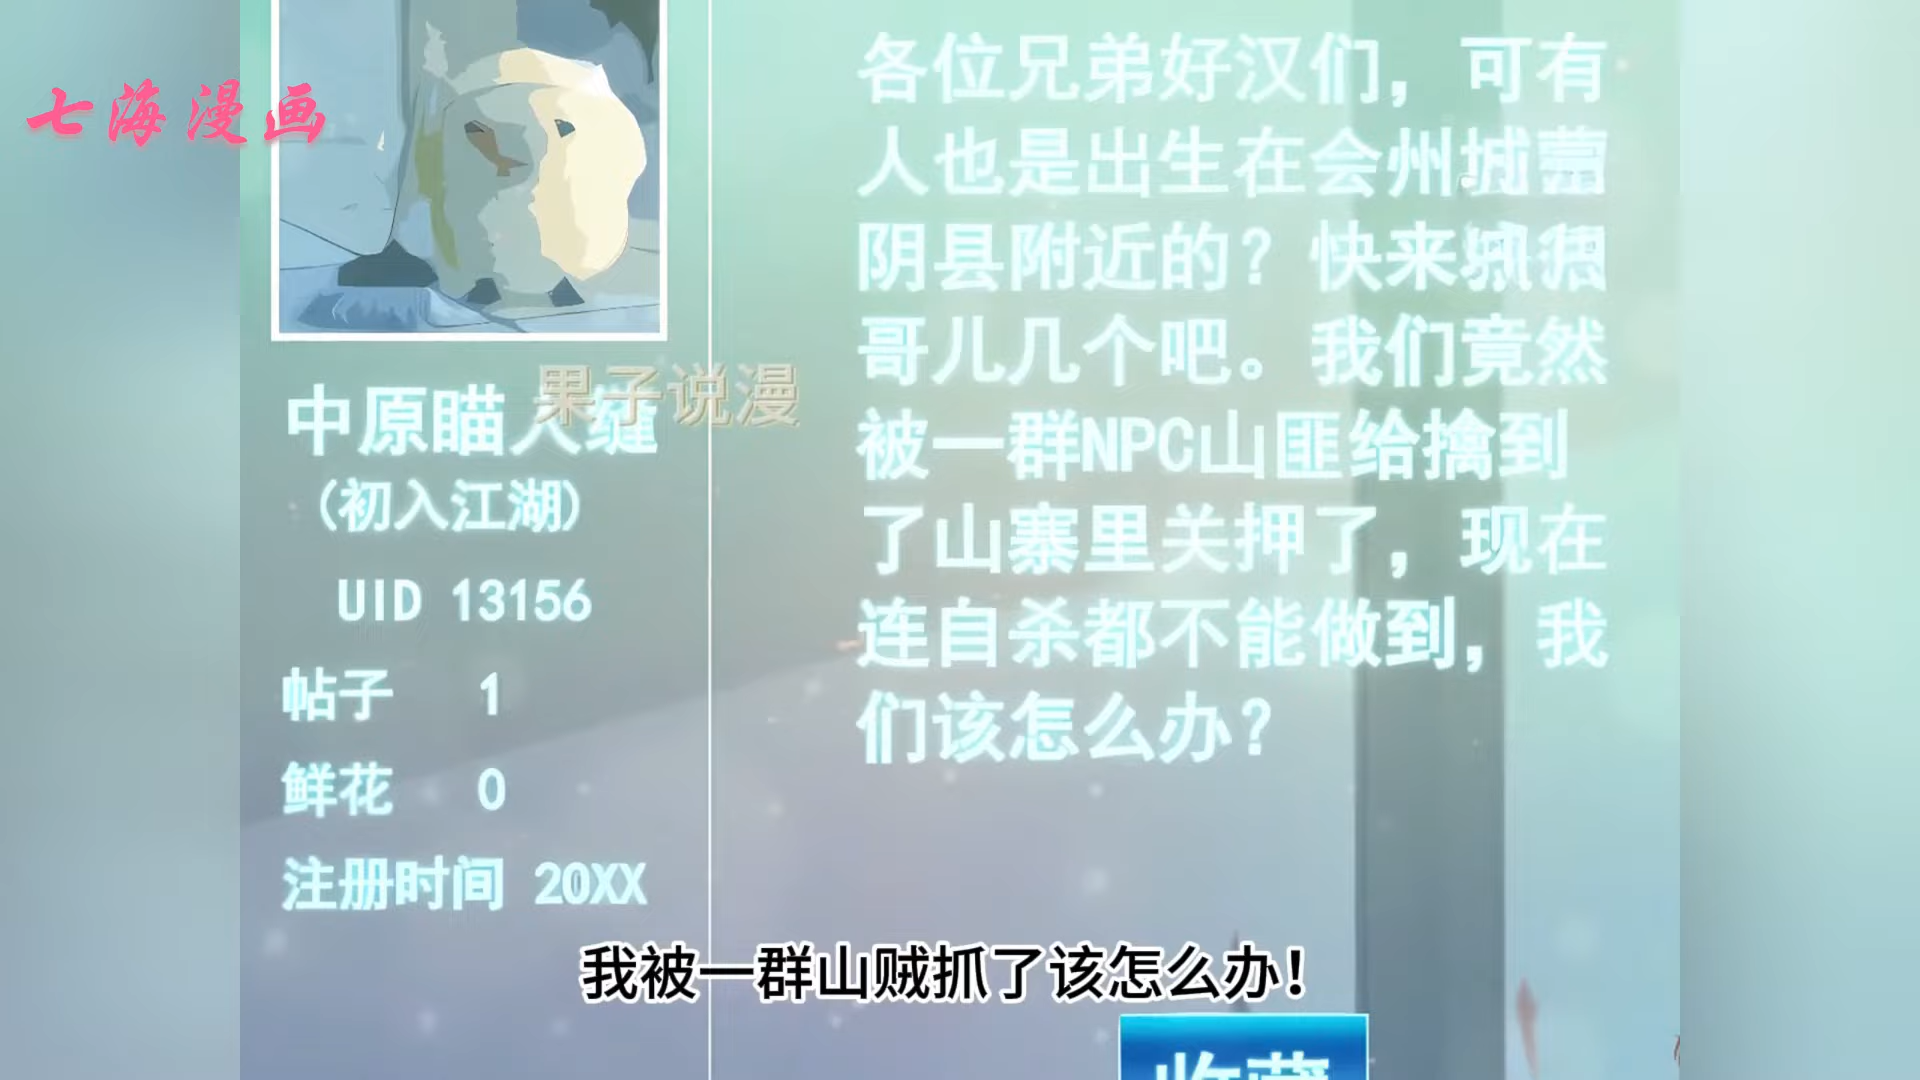 七海漫画
各位兄弟好汉们，可有
人也是出生在会州城
阴县附近的？快来
哥儿几个吧。我们竟然
被一群NPC山匪给擒到
了山寨里关押了，现在
连自杀都不能做到，我
们该怎么办？
果子说漫
中原瞄人缝
(初入江湖)
UID 13156
帖子 1
鲜花 0
注册时间 20XX
我被一群山贼抓了该怎么办！
收藏